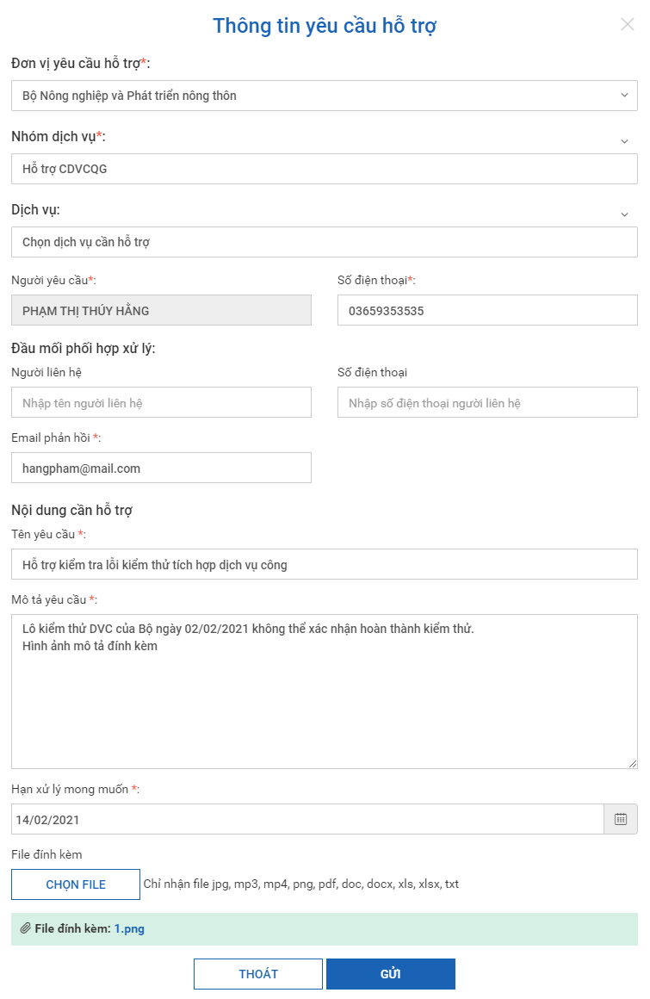 Thông tin yêu cầu hỗ trợ
Đơn vị yêu cầu hỗ trợ*:
Bộ Nông nghiệp và Phát triển nông thôn
Nhóm dịch vụ*:
Hỗ trợ CDVCQG
Dịch vụ:
Chọn dịch vụ cần hỗ trợ
Người yêu cầu*: Số điện thoại*:
PHẠM THỊ THÚY HẰNG 03659353535
Đầu mối phối hợp xử lý:
Người liên hệ Số điện thoại
Nhập tên người liên hệ Nhập số điện thoại người liên hệ
Email phản hồi *:
hangpham@mail.com
Nội dung cần hỗ trợ
Tên yêu cầu *:
Hỗ trợ kiểm tra lỗi kiểm thử tích hợp dịch vụ công
Mô tả yêu cầu *:
Lô kiểm thử DVC của Bộ ngày 02/02/2021 không thể xác nhận hoàn thành kiểm thử.
Hình ảnh mô tả đính kèm
Hạn xử lý mong muốn *:
14/02/2021
File đính kèm
CHỌN FILE Chỉ nhận file jpg, mp3, mp4, png, pdf, doc, docx, xls, xlsx, txt
File đính kèm: 1.png
THOÁT GỬI